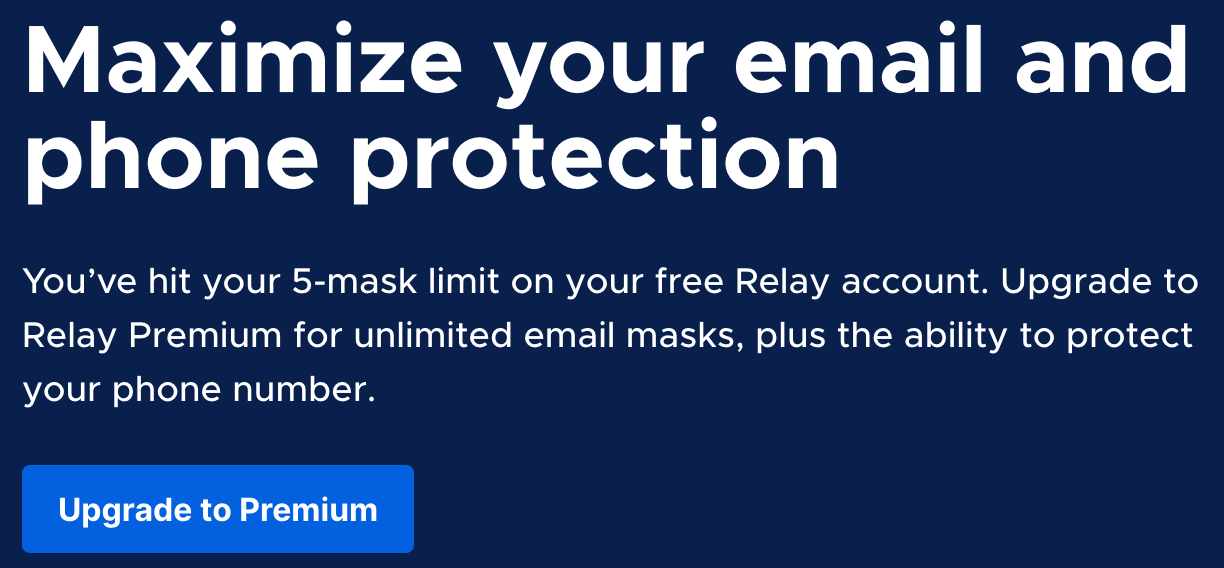 Maximize your email and
phone protection
You’ve hit your 5-mask limit on your free Relay account. Upgrade to
Relay Premium for unlimited email masks, plus the ability to protect
your phone number.
Upgrade to Premium